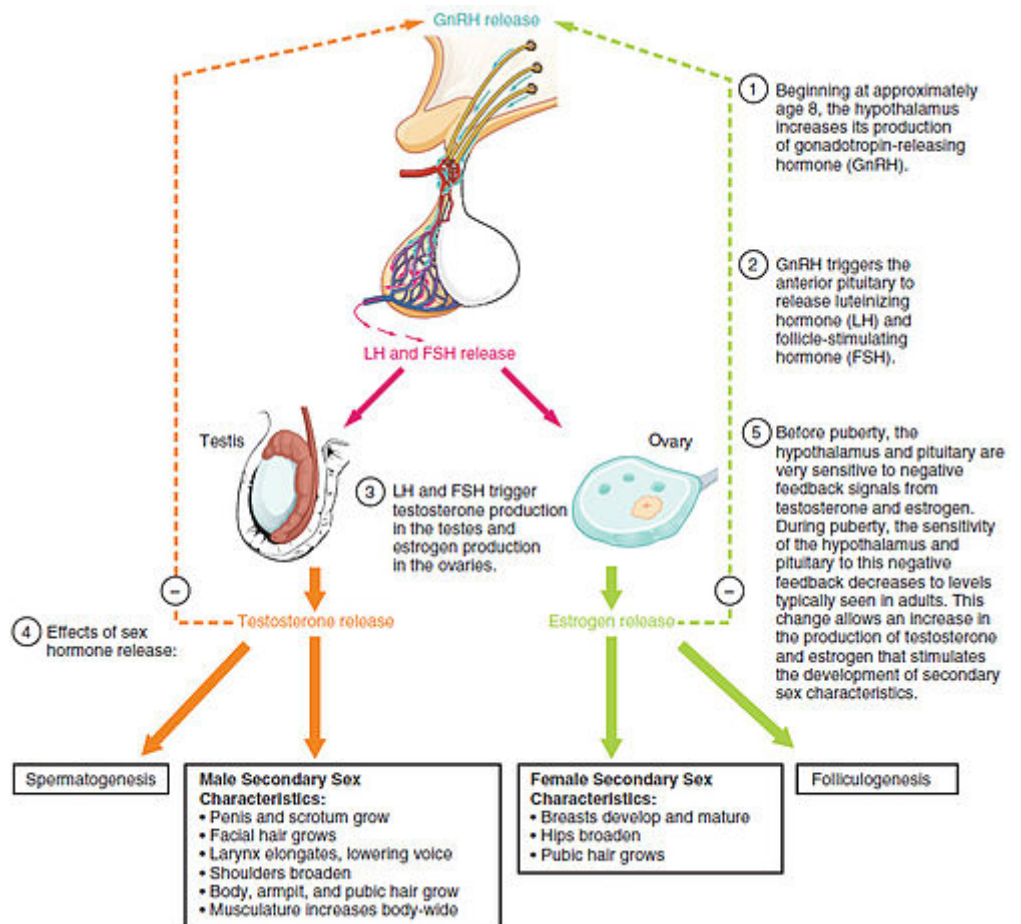 GnRH release
1 Beginning at approximately
age 8, the hypothalamus
increases its production
of gonadotropin-releasing
hormone (GnRH).
2 GnRH triggers the
anterior pituitary to
release luteinizing
hormone (LH) and
follicle-stimulating
hormone (FSH).
LH and FSH release
Testis
Ovary
3 LH and FSH trigger
testosterone production
in the testes and
estrogen production
in the ovaries.
5 Before puberty, the
hypothalamus and pituitary are
very sensitive to negative
feedback signals from
testosterone and estrogen.
During puberty, the sensitivity
of the hypothalamus and
pituitary to this negative
feedback decreases to levels
typically seen in adults. This
change allows an increase in
the production of testosterone
and estrogen that stimulates
the development of secondary
sex characteristics.
–
–
Testosterone release
Estrogen release
4 Effects of sex
hormone release:
Spermatogenesis
Male Secondary Sex
Characteristics:
• Penis and scrotum grow
• Facial hair grows
• Larynx elongates, lowering voice
• Shoulders broaden
• Body, armpit, and pubic hair grow
• Musculature increases body-wide
Female Secondary Sex
Characteristics:
• Breasts develop and mature
• Hips broaden
• Pubic hair grows
Folliculogenesis